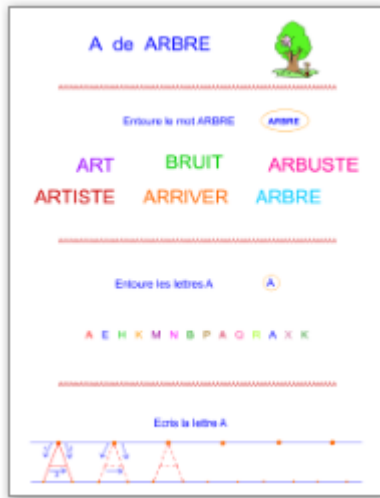 A de ARBRE
Entoure le mot ARBRE ARBRE
ART BRUIT ARBUSTE
ARTISTE ARRIVER ARBRE
Entoure les lettres A A
A E H K M N B P A Q R A X K
Ecris la lettre A
A A A